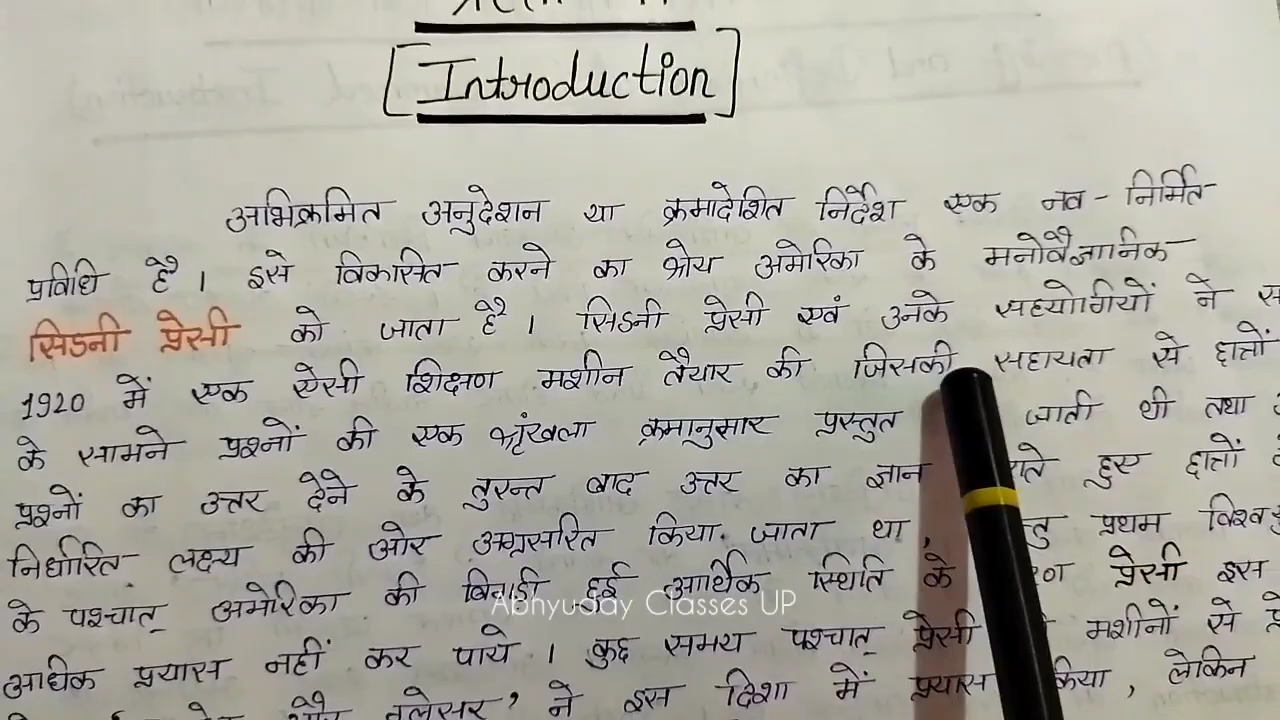 [Introduction]
अभिक्रमित अनुदेशन या क्रमादेशित निर्देश एक नव - निर्मित
प्रविधि है । इसे विकासित करने का श्रेय अमेरिका के मनोवैज्ञानिक
सिडनी प्रेसी को जाता है । सिडनी प्रेसी एवं उनके सहयोगियों ने
1920 में एक ऐसी शिक्षण मशीन तैयार की जिसकी सहायता से छात्रों
के सामने प्रश्नों की एक श्रृंखला क्रमानुसार प्रस्तुत जाती थी तथा
प्रश्नों का उत्तर देने के तुरन्त बाद उत्तर का ज्ञान हुए छात्रों
निर्धारित लक्ष्य की ओर अग्रसरित किया जाता था , प्रथम
के पश्चात् अमेरिका की बिगड़ी हुई आर्थिक स्थिति के प्रेसी इस
अधिक प्रयास नहीं कर पाये । कुछ समय पश्चात् प्रेसी मशीनों से
ने इस दिशा में प्रयास किया , लेकिन
Abhyuday Classes UP